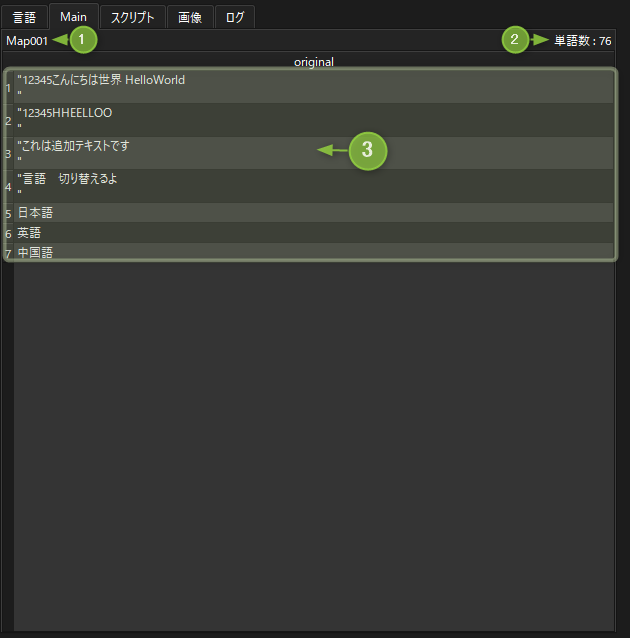 言語 Main スクリプト 画像 ログ
Map001 1 2 単語数 : 76
original
1 "12345こんにちは世界 HelloWorld
"
2 "12345HHEELLOO
"
3 "これは追加テキストです 3
"
4 "言語　切り替えるよ
"
5 日本語
6 英語
7 中国語